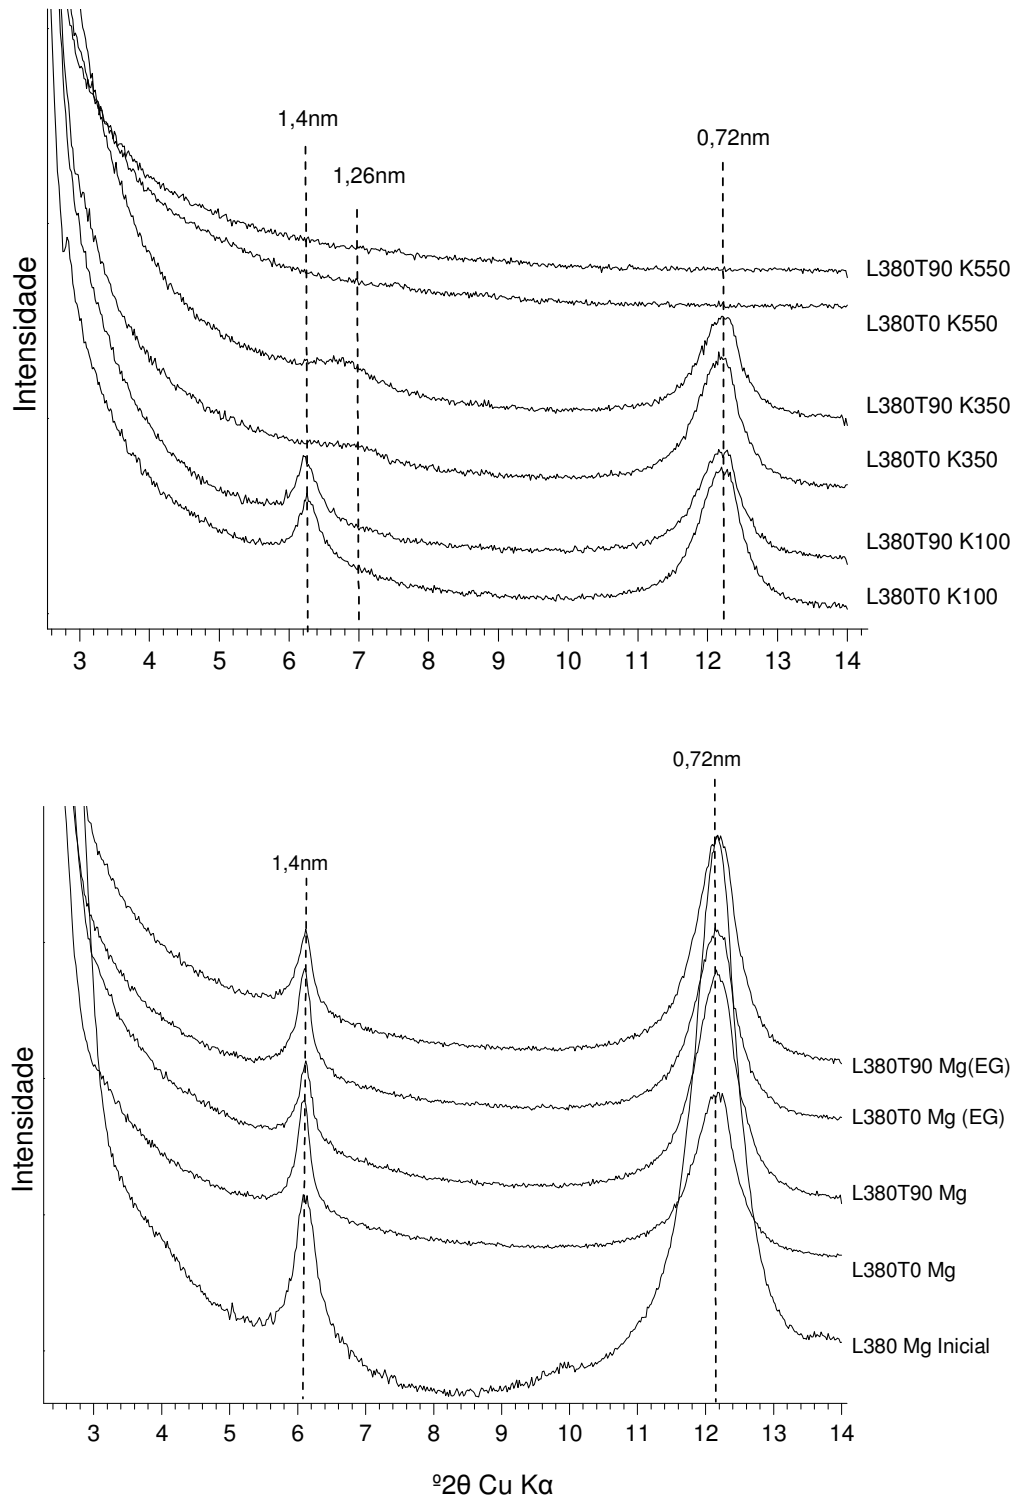 1,4nm
0,72nm
1,26nm
Intensidade
L380T90 K550
L380T0 K550
L380T90 K350
L380T0 K350
L380T90 K100
L380T0 K100
3 4 5 6 7 8 9 10 11 12 13 14
0,72nm
1,4nm
Intensidade
L380T90 Mg(EG)
L380T0 Mg (EG)
L380T90 Mg
L380T0 Mg
L380 Mg Inicial
3 4 5 6 7 8 9 10 11 12 13 14
º2θ Cu Kα